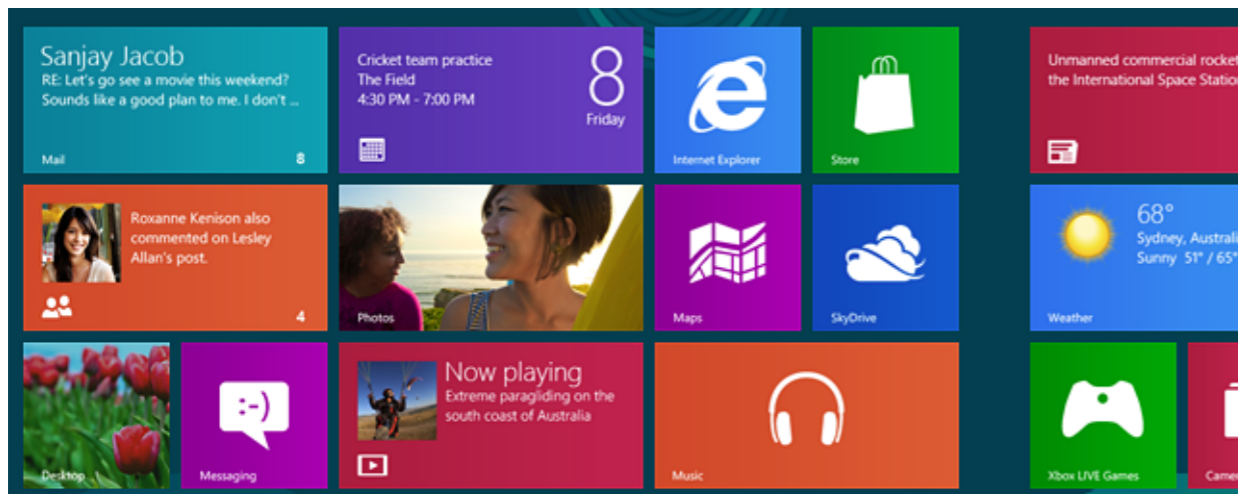 Sanjay Jacob
RE: Let's go see a movie this weekend?
Sounds like a good plan to me. I don't ...
Mail 8
Cricket team practice
The Field
4:30 PM - 7:00 PM
8
Friday
Internet Explorer
Store
Unmanned commercial rocket
the International Space Station
Roxanne Kenison also
commented on Lesley
Allan's post.
4
Photos
Maps
SkyDrive
68°
Sydney, Australi
Sunny 51° / 65°
Weather
Desktop
:-)
Messaging
Now playing
Extreme paragliding on the
south coast of Australia
Music
Xbox LIVE Games
Camer